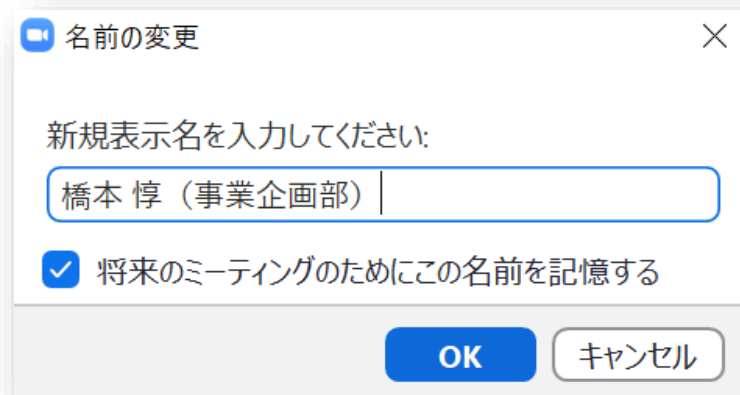 名前の変更
新規表示名を入力してください:
橋本 惇（事業企画部）
将来のミーティングのためにこの名前を記憶する
OK キャンセル